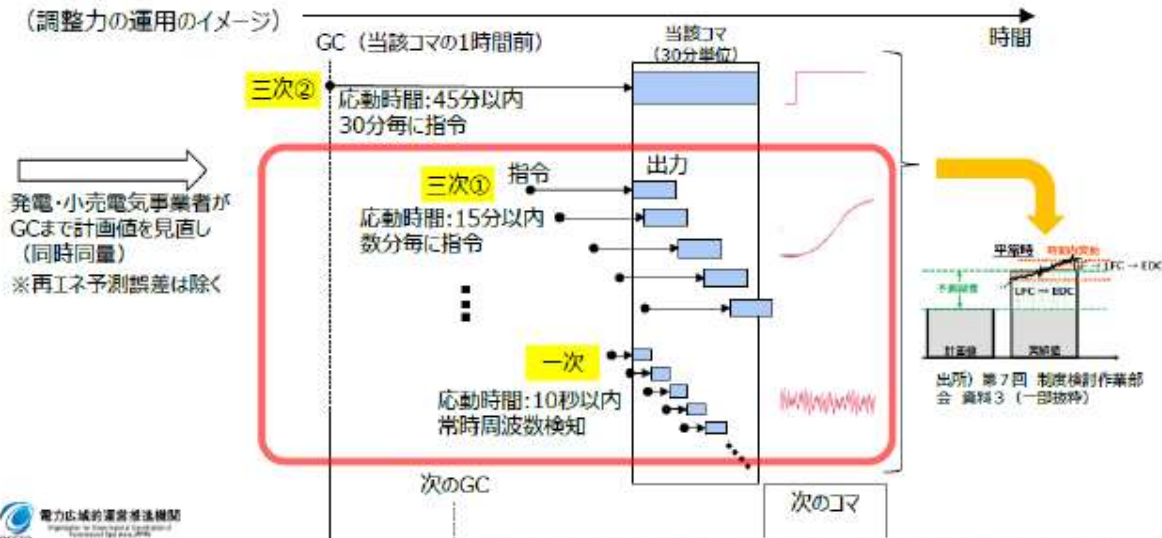 (調整力の運用のイメージ)
時間
GC(当該コマの1時間前)
当該コマ
(30分単位)
三次②
応動時間:45分以内
30分毎に指令
発電・小売電気事業者が
GCまで計画値を見直し
(同時同量)
※再エネ予測誤差は除く
三次①
指令
出力
応動時間:15分以内
数分毎に指令
一次
応動時間:10秒以内
常時周波数検知
平常時
時間内変動
LFC→EDC
LFC→EDC
計画値
実績値
出所) 第7回 制度検討作業部
会 資料3 (一部抜粋)
次のGC
次のコマ
電力広域的運営推進機関